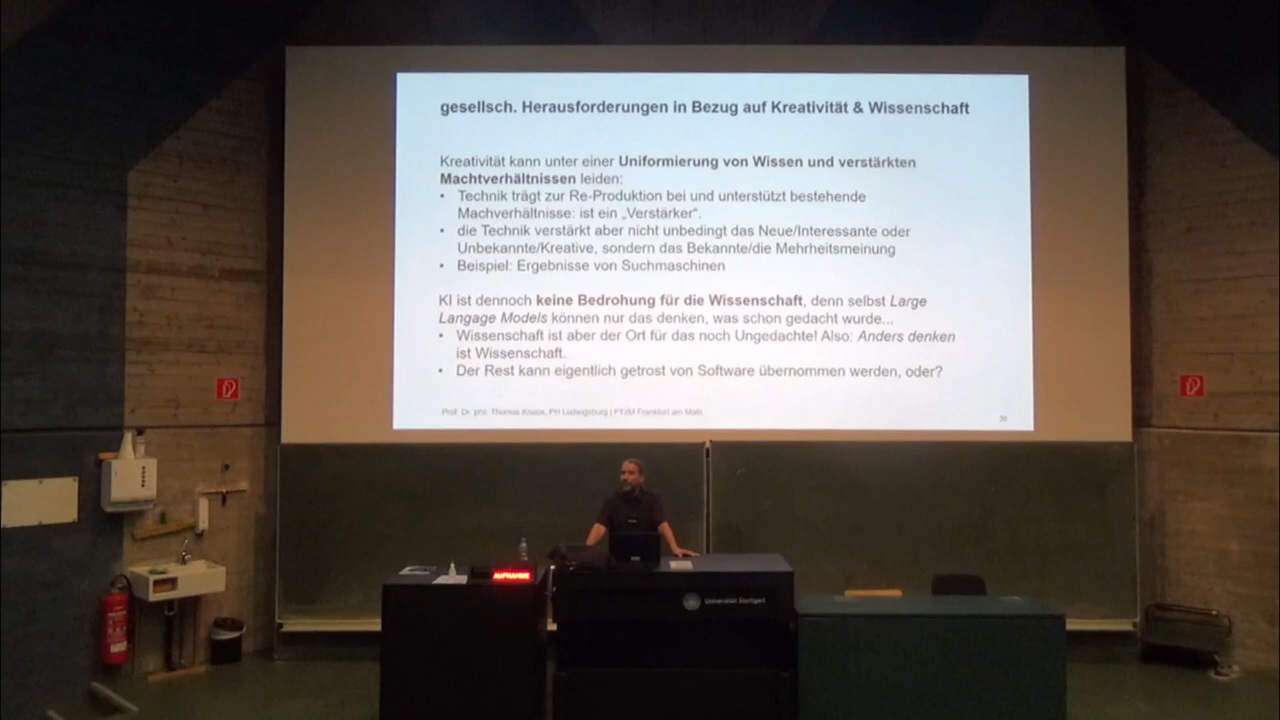 gesellsch. Herausforderungen in Bezug auf Kreativität & Wissenschaft
Kreativität kann unter einer Uniformierung von Wissen und verstärkten
Machtverhältnissen leiden:
• Technik trägt zur Re-Produktion bei und unterstützt bestehende
Machverhältnisse: ist ein „Verstärker“.
• die Technik verstärkt aber nicht unbedingt das Neue/Interessante oder
Unbekannte/Kreative, sondern das Bekannte/die Mehrheitsmeinung
• Beispiel: Ergebnisse von Suchmaschinen
KI ist dennoch keine Bedrohung für die Wissenschaft, denn selbst Large
Langage Models können nur das denken, was schon gedacht wurde...
• Wissenschaft ist aber der Ort für das noch Ungedachte! Also: Anders denken
ist Wissenschaft.
• Der Rest kann eigentlich getrost von Software übernommen werden, oder?
Prof. Dr. phil. Thomas PH Ludwigsburg | Frankfurt am Main
AUFNAHME
Universität Stuttgart